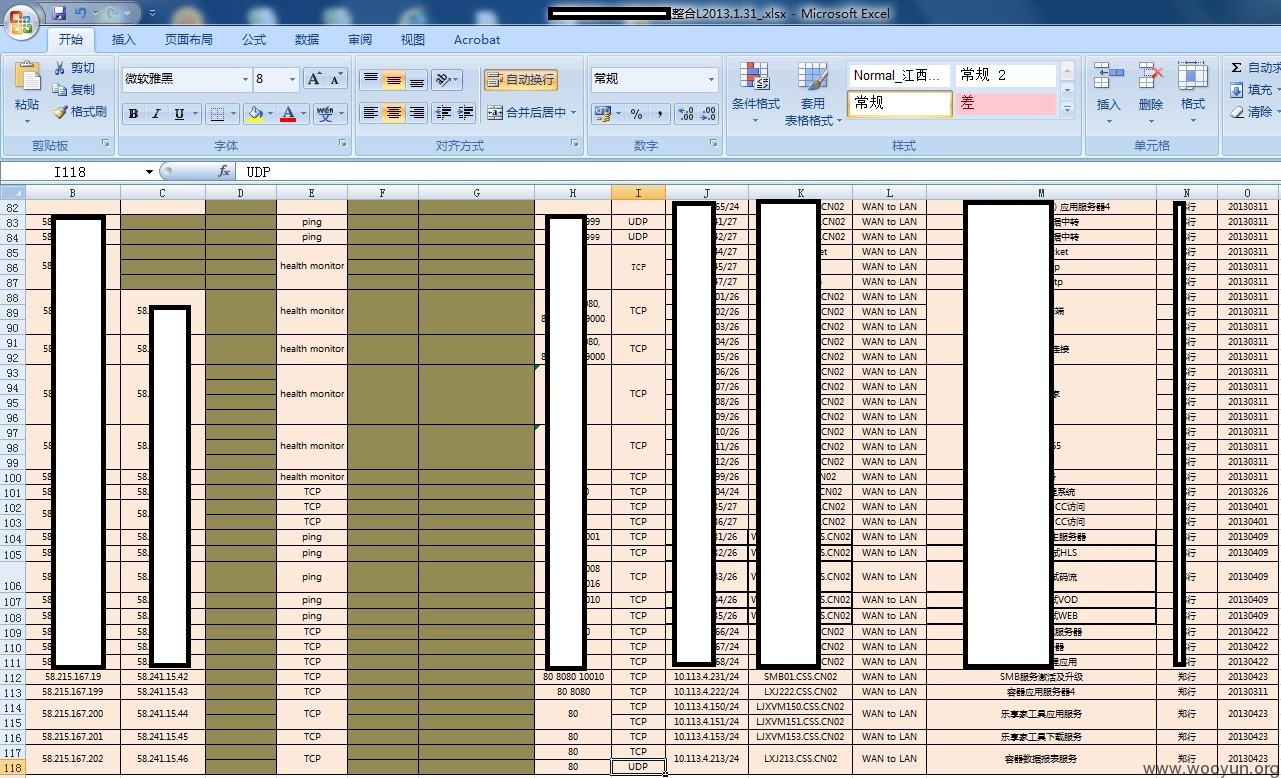 整合L2013.1.31_.xlsx - Microsoft Excel
开始 插入 页面布局 公式 数据 审阅 视图 Acrobat
粘贴 剪切 复制 格式刷 微软雅黑 8 自动换行 合并后居中 常规 条件格式 套用表格格式 Normal_江西... 常规 2 常规 差 插入 删除 格式 Σ 自动求 填充 清除
剪贴板 字体 对齐方式 数字 样式 单元格
I118 fx UDP
B C D E F G H I J K L M N O
82 65/24 CN02 WAN to LAN 应用服务器4 行 20130311
83 58. ping 999 UDP 41/27 CN02 WAN to LAN 据中转 行 20130311
84 58. ping 999 UDP 42/27 CN02 WAN to LAN 据中转 行 20130311
85 44/27 et WAN to LAN cket 行 20130311
86 58 health monitor TCP 45/27 WAN to LAN p 行 20130311
87 47/27 WAN to LAN tp 行 20130311
88 01/26 CN02 WAN to LAN 行 20130311
89 58. 58. health monitor 080, 8 9000 TCP 02/26 CN02 WAN to LAN 端 行 20130311
90 03/26 CN02 WAN to LAN 行 20130311
91 58. 58. health monitor 080, TCP 04/26 CN02 WAN to LAN 连接 行 20130311
92 8 9000 05/26 CN02 WAN to LAN 行 20130311
93 06/26 CN02 WAN to LAN 行 20130311
94 58. 58. health monitor TCP 07/26 CN02 WAN to LAN 家 行 20130311
95 08/26 CN02 WAN to LAN 行 20130311
96 09/26 CN02 WAN to LAN 行 20130311
97 10/26 CN02 WAN to LAN 行 20130311
98 58. 58. health monitor TCP 11/26 CN02 WAN to LAN 55 行 20130311
99 12/26 CN02 WAN to LAN 行 20130311
100 58. 58. health monitor TCP 99/26 N02 WAN to LAN 行 20130311
101 58. 58. TCP 0 TCP 04/24 CN02 WAN to LAN 理系统 行 20130326
102 58. 58. TCP TCP 35/27 WAN to LAN CC访问 行 20130401
103 TCP TCP 36/27 WAN to LAN CC访问 行 20130401
104 58. 58. ping 001 TCP 31/26 W S.CN02 WAN to LAN 主服务器 行 20130409
105 58. 58. ping TCP 32/26 W S.CN02 WAN to LAN 试HLS 行 20130409
106 58. 58. ping 008 016 TCP 33/26 W S.CN02 WAN to LAN 试码流 行 20130409
107 58. 58. ping 010 TCP 34/26 W S.CN02 WAN to LAN 试VOD 行 20130409
108 58. 58. ping TCP 35/26 W S.CN02 WAN to LAN 试WEB 行 20130409
109 58. 58. TCP 0 TCP 66/24 CN02 WAN to LAN 服务器 行 20130422
110 58. 58. TCP TCP 67/24 CN02 WAN to LAN 器 行 20130422
111 58. 58. TCP TCP 68/24 CN02 WAN to LAN 理应用 行 20130422
112 58.215.167.19 58.241.15.42 TCP 80 8080 10010 TCP 10.113.4.231/24 SMB01.CSS.CN02 WAN to LAN SMB服务激活及升级 郑行 20130423
113 58.215.167.199 58.241.15.43 TCP 80 8080 TCP 10.113.4.222/24 LXJ222.CSS.CN02 WAN to LAN 容器应用服务器4 郑行 20130311
114 58.215.167.200 58.241.15.44 TCP 80 TCP 10.113.4.150/24 LJXVM150.CSS.CN02 WAN to LAN 乐享家工具应用服务 郑行 20130423
115 TCP 10.113.4.151/24 LJXVM151.CSS.CN02
116 58.215.167.201 58.241.15.45 TCP 80 TCP 10.113.4.153/24 LJXVM153.CSS.CN02 WAN to LAN 乐享家工具下载服务 郑行 20130423
117 58.215.167.202 58.241.15.46 TCP 80 TCP 10.113.4.213/24 LXJ213.CSS.CN02 WAN to LAN 容器数据报表服务 郑行 20130423
118 80 UDP
www.wooyun.org